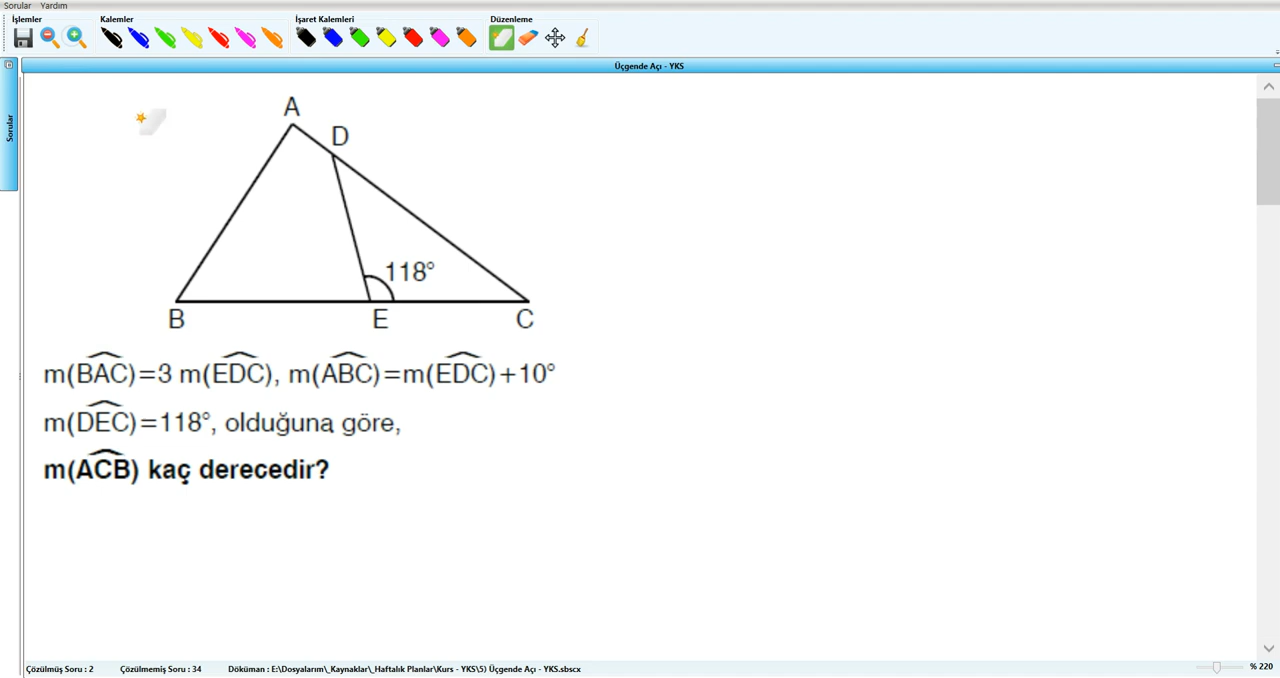 Sorular Yardım
İşlemler Kalemler İşaret Kalemleri Düzenleme
Üçgende Açı - YKS
Sorular
A
D
118°
B E C
m(BAC)=3 m(EDC), m(ABC)=m(EDC)+10°
m(DEC)=118°, olduğuna göre,
m(ACB) kaç derecedir?
Çözülmüş Soru : 2 Çözülmemiş Soru : 34 Döküman : E:\Dosyalarım\_Kaynaklar\_Haftalık Planlar\Kurs - YKS\5) Üçgende Açı - YKS.sbscx % 220